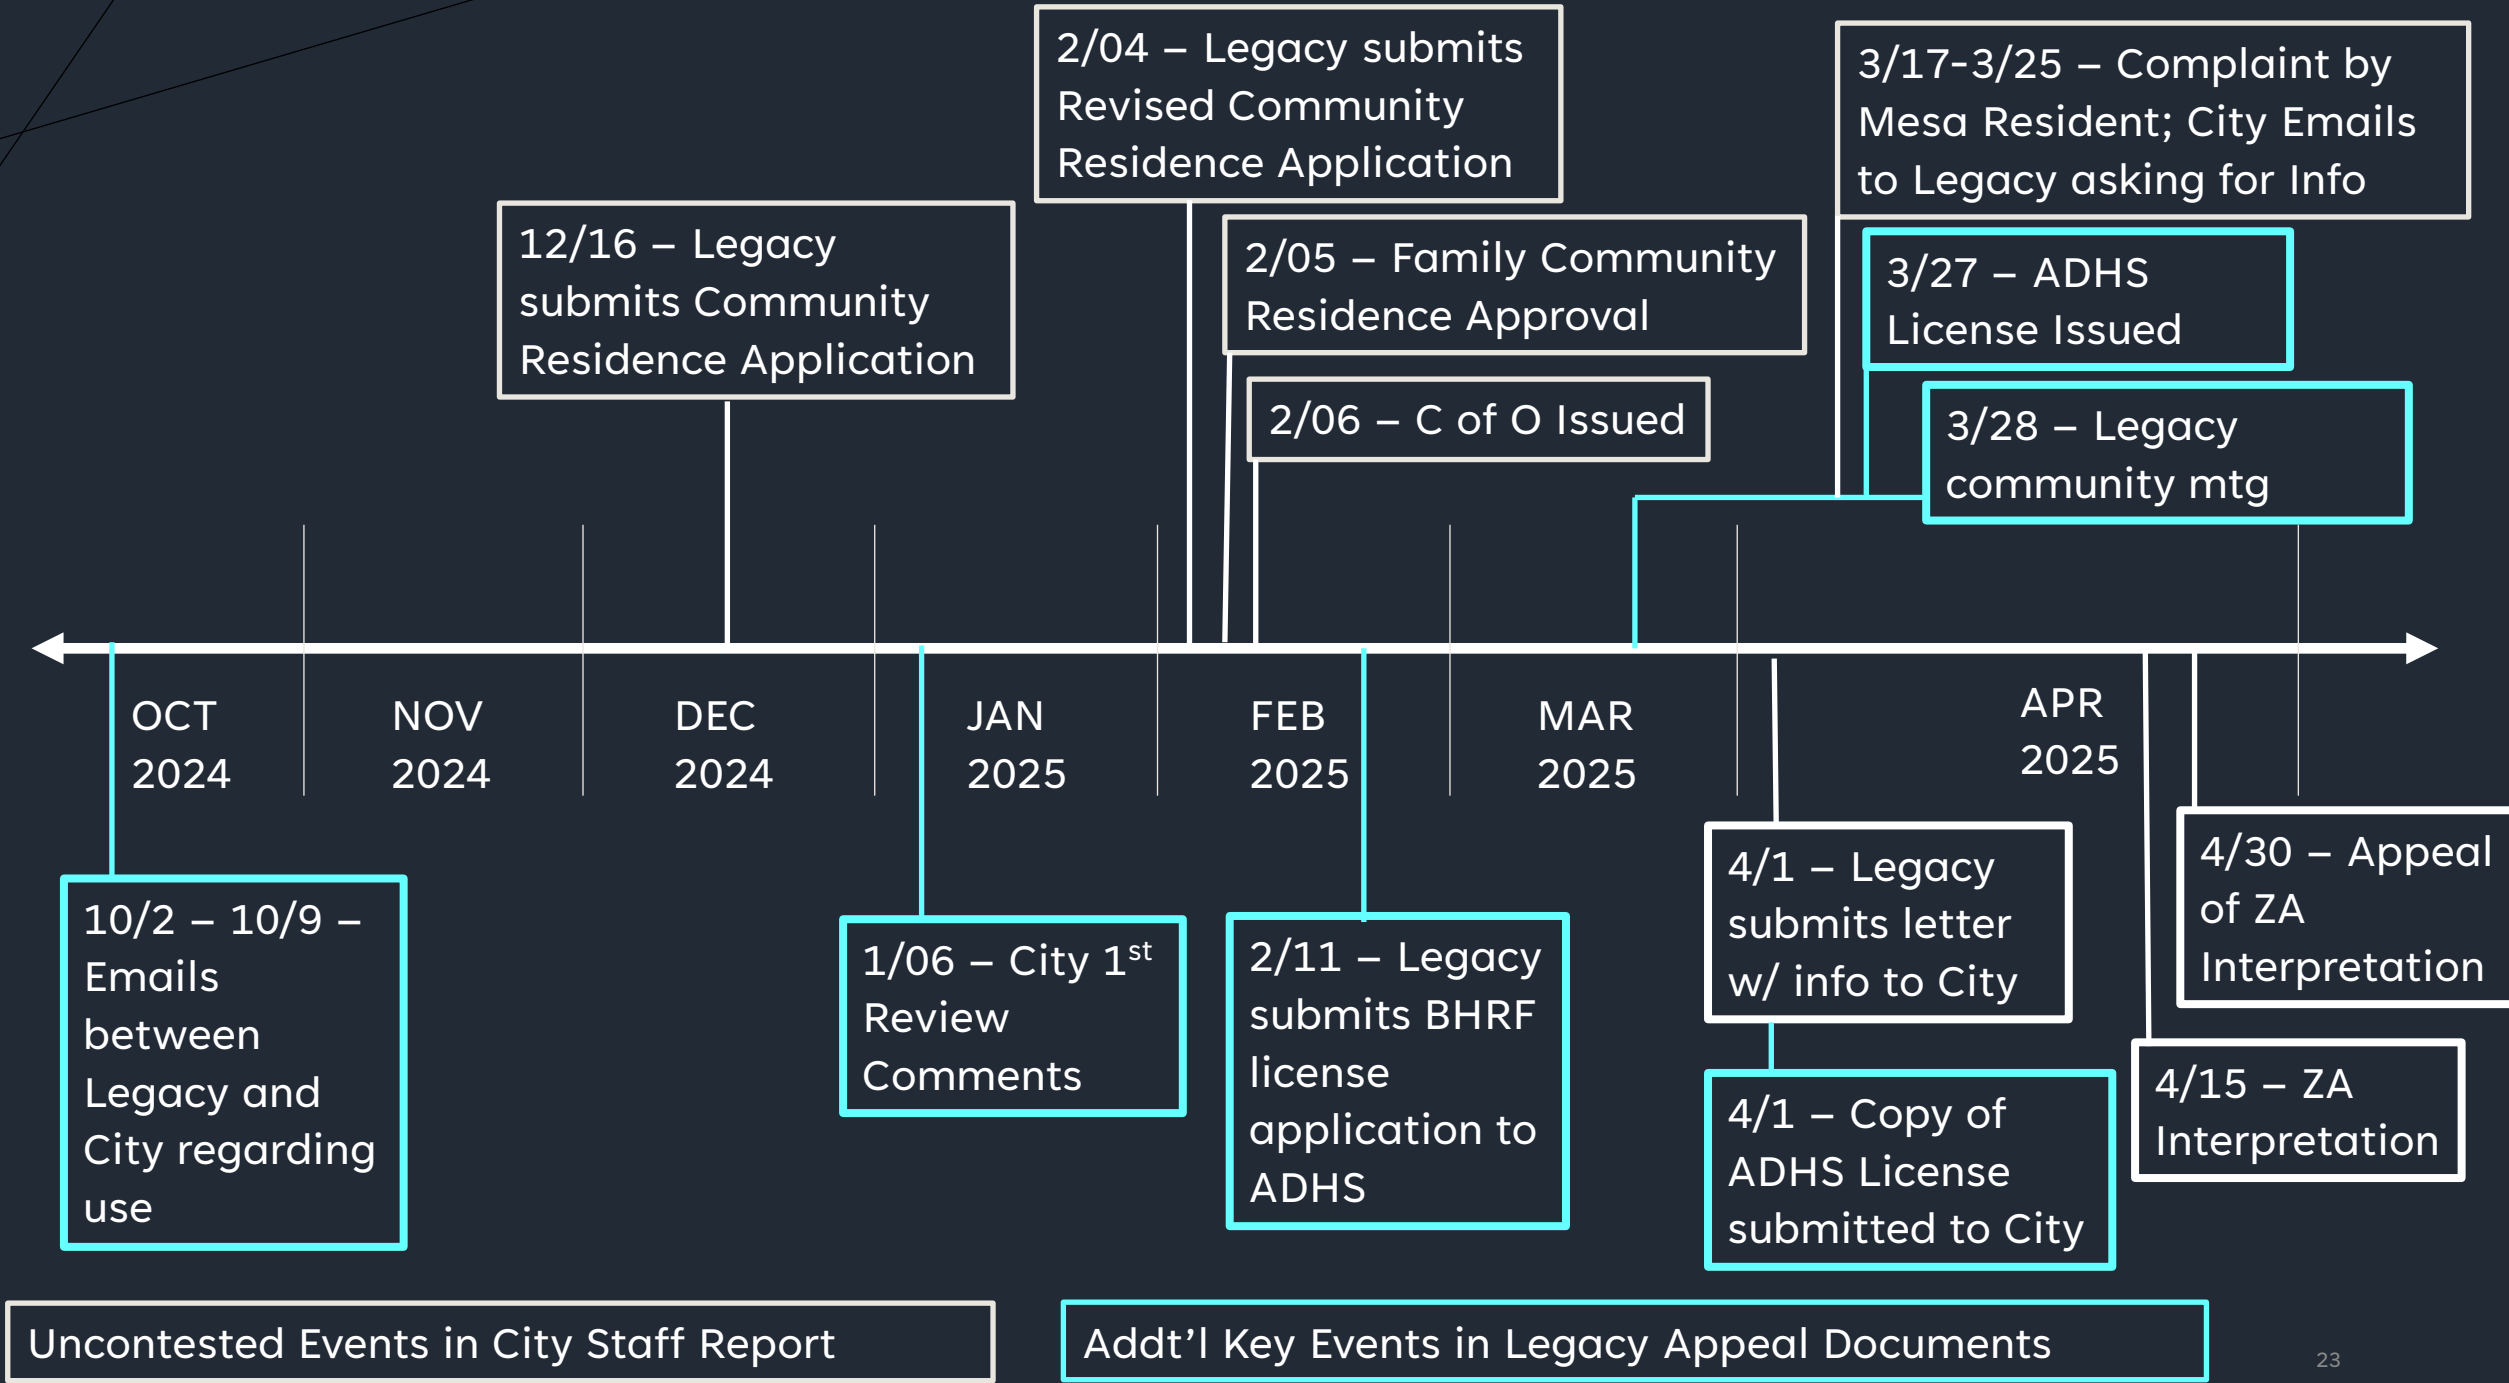 2/04 – Legacy submits
Revised Community
Residence Application
3/17-3/25 – Complaint by
Mesa Resident; City Emails
to Legacy asking for Info
12/16 – Legacy
submits Community
Residence Application
2/05 – Family Community
Residence Approval
3/27 – ADHS
License Issued
2/06 – C of O Issued
3/28 – Legacy
community mtg
OCT
2024
NOV
2024
DEC
2024
JAN
2025
FEB
2025
MAR
2025
APR
2025
10/2 – 10/9 –
Emails
between
Legacy and
City regarding
use
1/06 – City 1st
Review
Comments
2/11 – Legacy
submits BHRF
license
application to
ADHS
4/1 – Legacy
submits letter
w/ info to City
4/30 – Appeal
of ZA
Interpretation
4/1 – Copy of
ADHS License
submitted to City
4/15 – ZA
Interpretation
Uncontested Events in City Staff Report
Addt’l Key Events in Legacy Appeal Documents
23